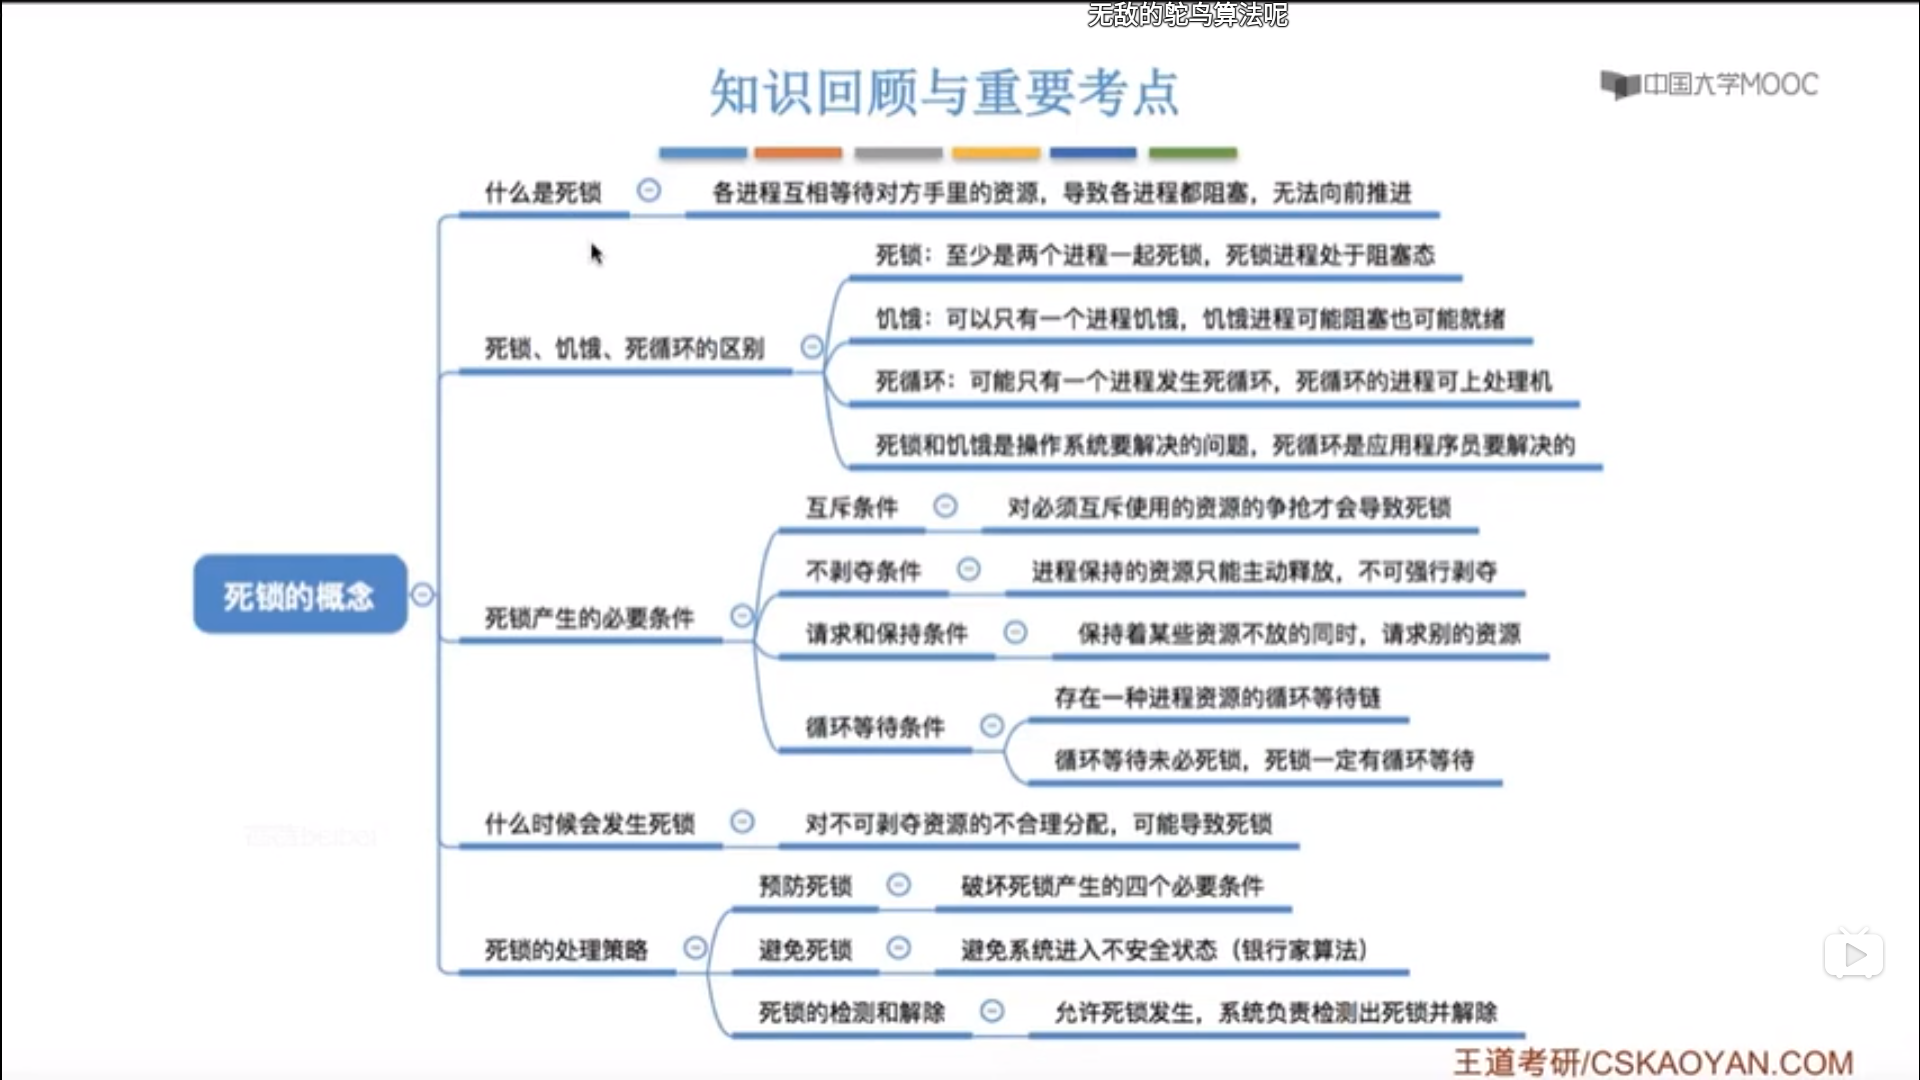 无敌的鸵鸟算法呢
知识回顾与重要考点
中国大学MOOC
什么是死锁
各进程互相等待对方手里的资源，导致各进程都阻塞，无法向前推进
死锁、饥饿、死循环的区别
死锁：至少是两个进程一起死锁，死锁进程处于阻塞态
饥饿：可以只有一个进程饥饿，饥饿进程可能阻塞也可能就绪
死循环：可能只有一个进程发生死循环，死循环的进程可上处理机
死锁和饥饿是操作系统要解决的问题，死循环是应用程序员要解决的
死锁的概念
死锁产生的必要条件
互斥条件
对必须互斥使用的资源的争抢才会导致死锁
不剥夺条件
进程保持的资源只能主动释放，不可强行剥夺
请求和保持条件
保持着某些资源不放的同时，请求别的资源
循环等待条件
存在一种进程资源的循环等待链
循环等待未必死锁，死锁一定有循环等待
什么时候会发生死锁
对不可剥夺资源的不合理分配，可能导致死锁
死锁的处理策略
预防死锁
破坏死锁产生的四个必要条件
避免死锁
避免系统进入不安全状态（银行家算法）
死锁的检测和解除
允许死锁发生，系统负责检测出死锁并解除
王道考研/CSKAOYAN.COM